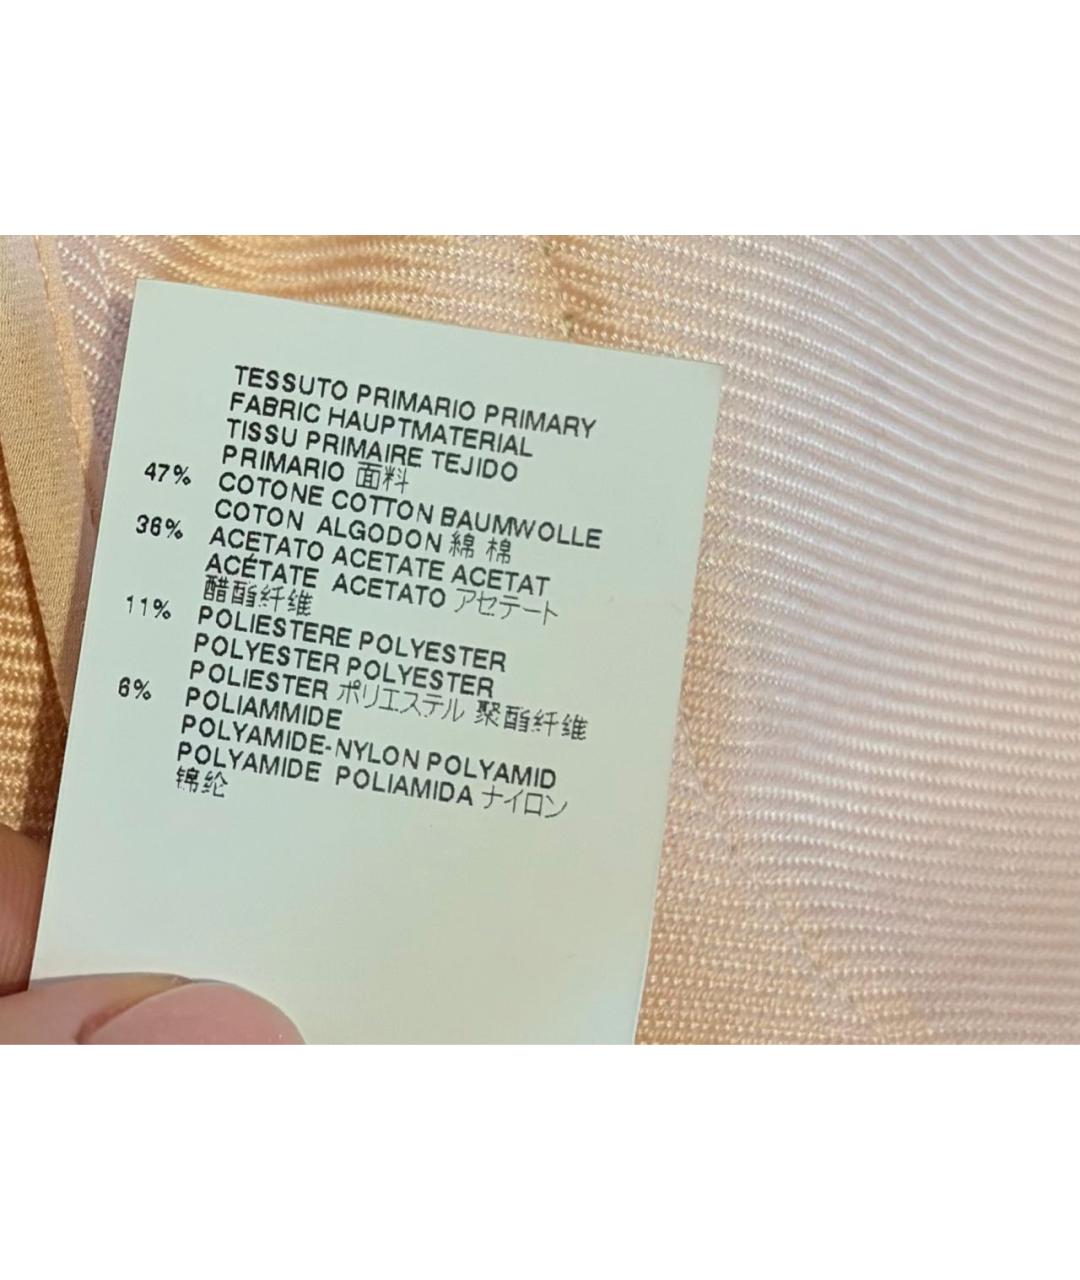 TESSUTO PRIMARIO PRIMARY
FABRIC HAUPTMATERIAL
TISSU PRIMAIRE TEJIDO
PRIMARIO 面料
47% COTONE COTTON BAUMWOLLE
COTON ALGODON 綿 棉
36% ACETATO ACETATE ACETAT
ACÉTATE ACETATO アセテート
醋酯纤维
11% POLIESTERE POLYESTER
POLYESTER POLYESTER
POLIESTER ポリエステル 聚酯纤维
6% POLIAMMIDE
POLYAMIDE-NYLON POLYAMID
POLYAMIDE POLIAMIDA ナイロン
锦纶